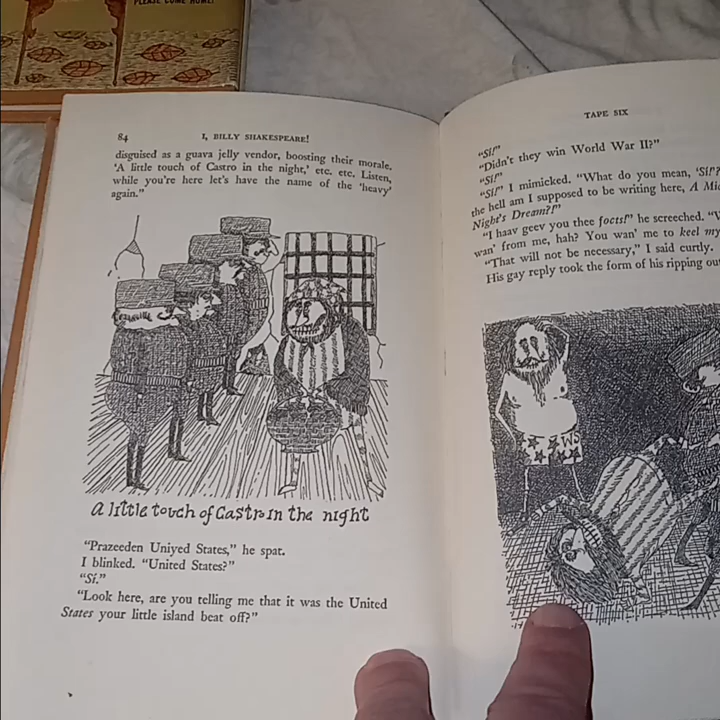 PLEASE COME HOME!
84 I, BILLY SHAKESPEARE!
disguised as a guava jelly vendor, boosting their morale.
'A little touch of Castro in the night,' etc. etc. Listen,
while you're here let's have the name of the 'heavy'
again."
A little touch of Castro in the night
"Prazeeden Uniyed States," he spat.
I blinked. "United States?"
"Sí."
"Look here, are you telling me that it was the United
States your little island beat off?"
TAPE SIX
"Sí!"
"Didn't they win World War II?"
"Sí!"
"Sí!" I mimicked. "What do you mean, 'Sí!'?
the hell am I supposed to be writing here, A Mi
Night's Dream?!"
"I haav geev you thee focts!" he screeched. "
wan' from me, hah? You wan' me to keel my
"That will not be necessary," I said curtly.
His gay reply took the form of his ripping ou
WS